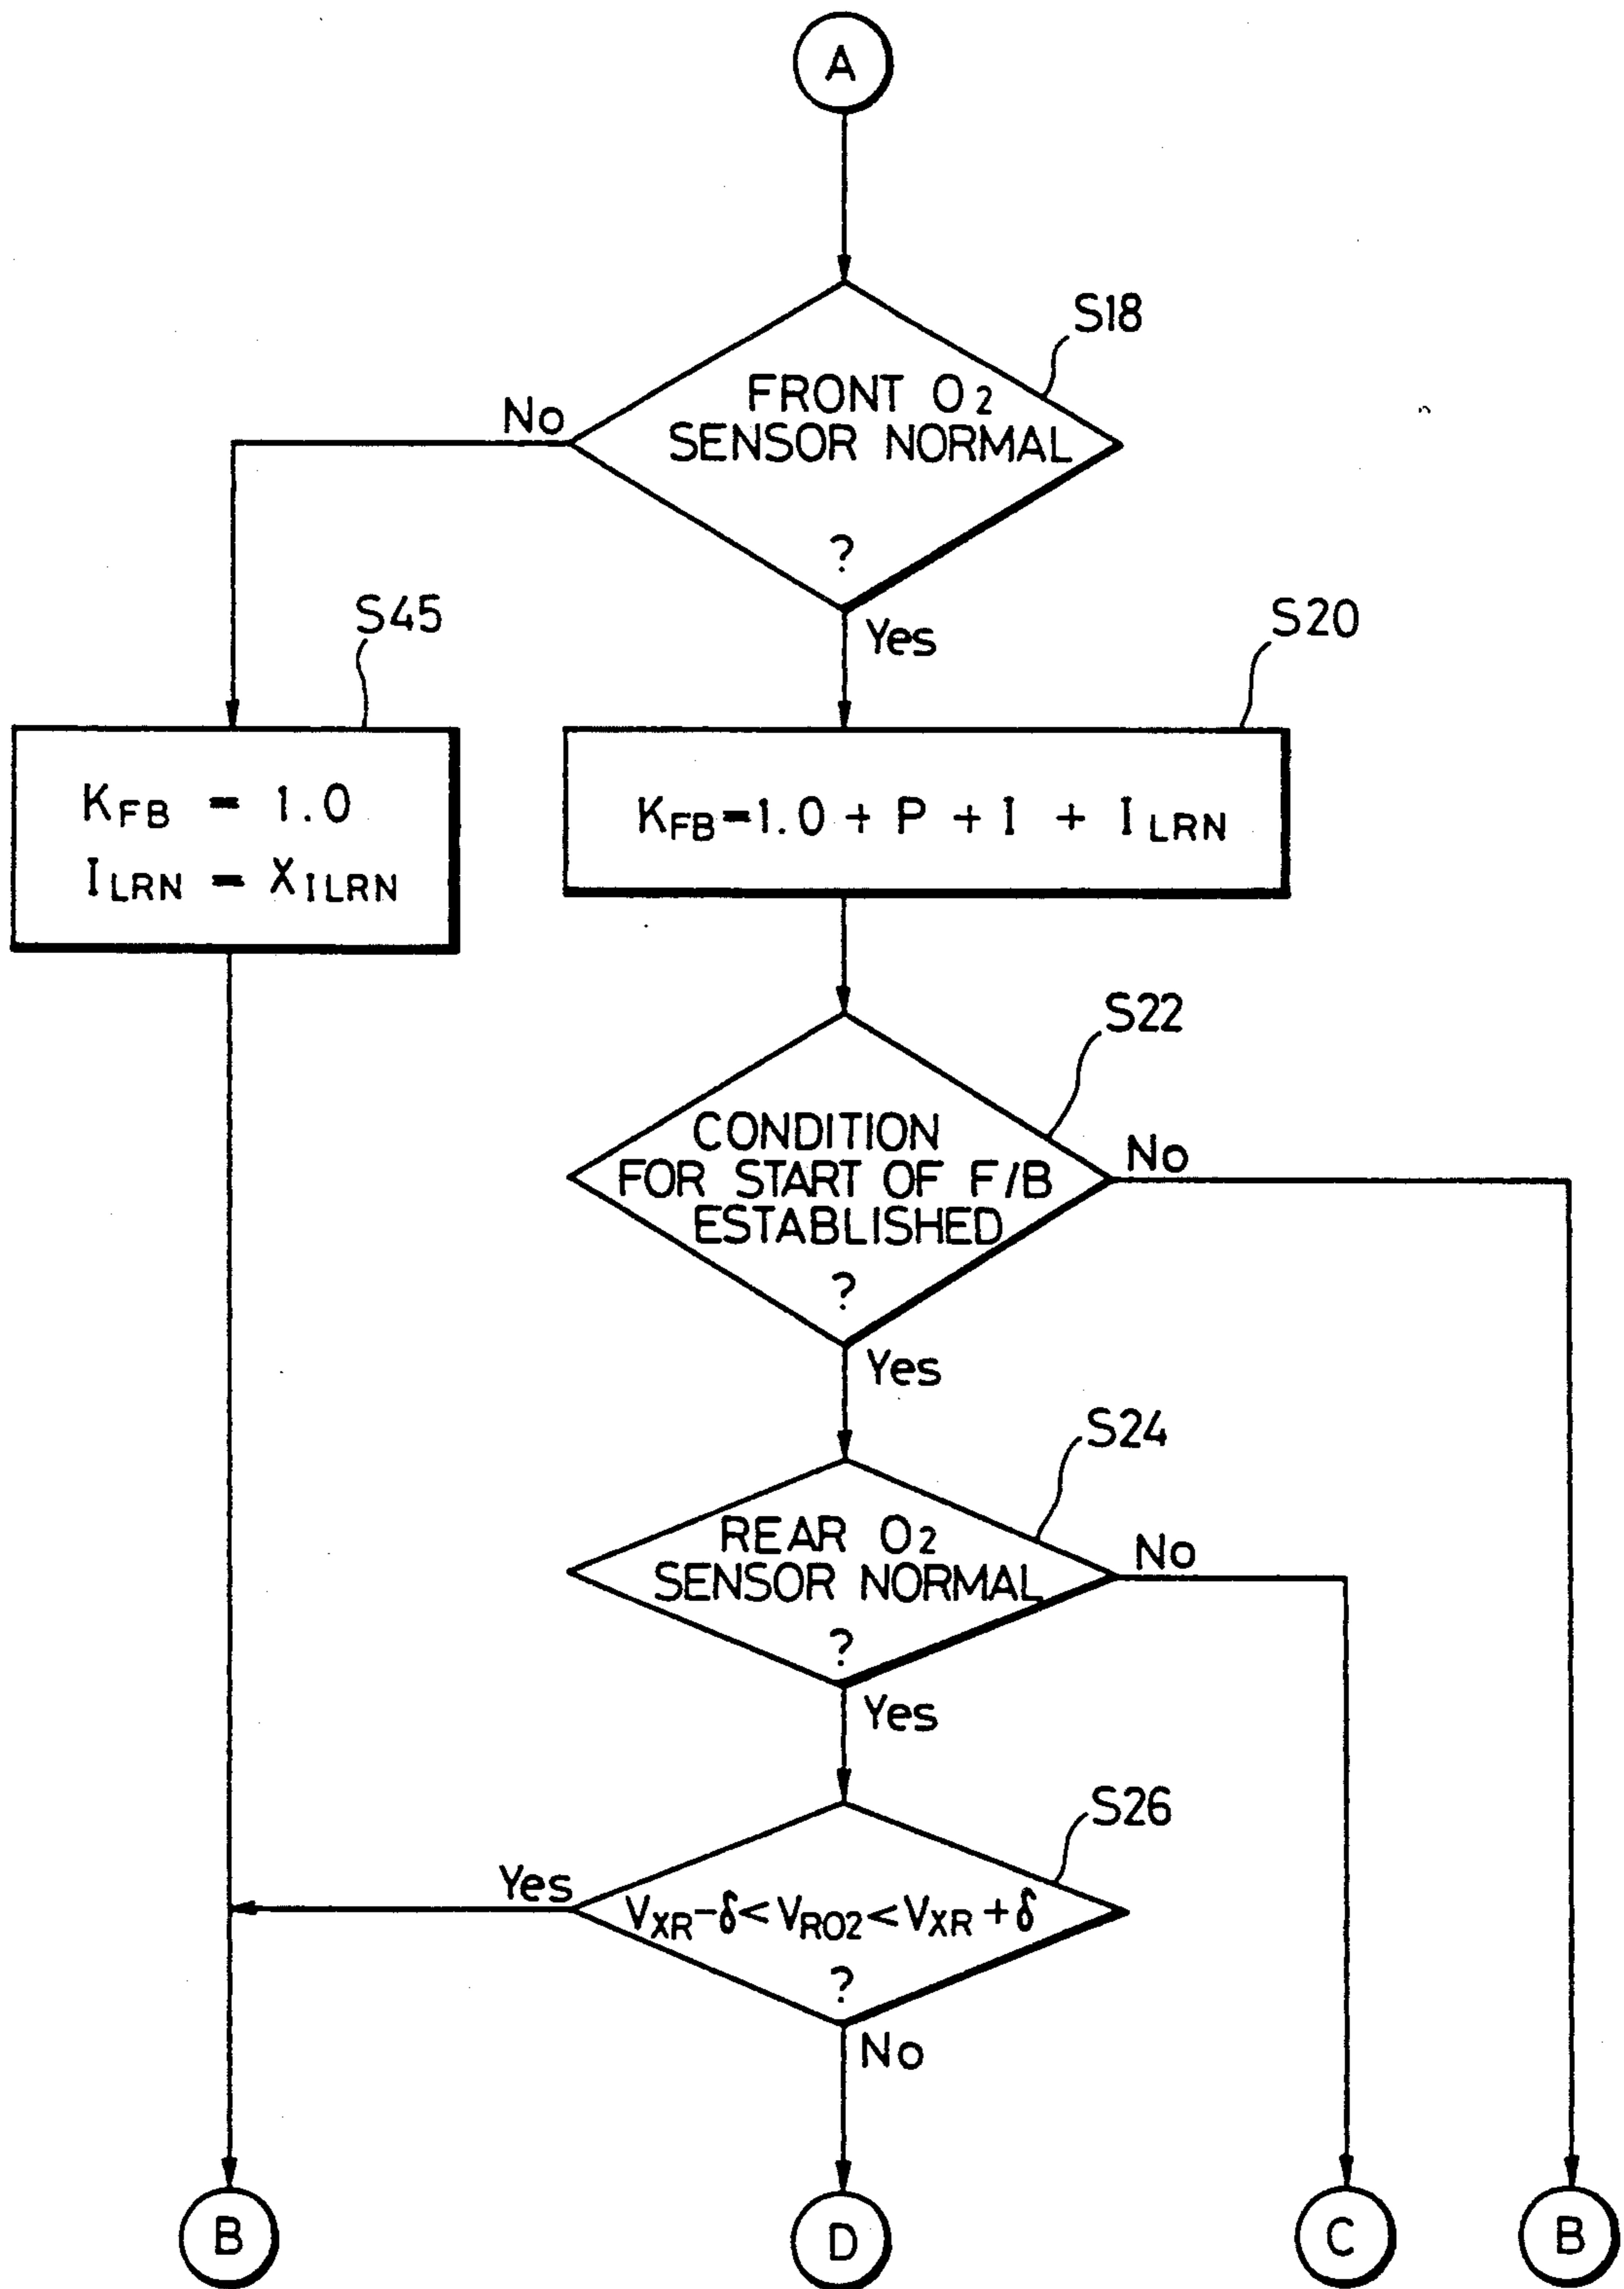 A
S18
FRONT O2
SENSOR NORMAL
?
No
Yes
S45
S20
KFB = 1.0
ILRN = XILRN
KFB=1.0 + P + I + ILRN
S22
CONDITION
FOR START OF F/B
ESTABLISHED
?
No
Yes
S24
REAR O2
SENSOR NORMAL
?
No
Yes
S26
VXR-δ<VRO2<VXR+δ
?
Yes
No
B
D
C
B